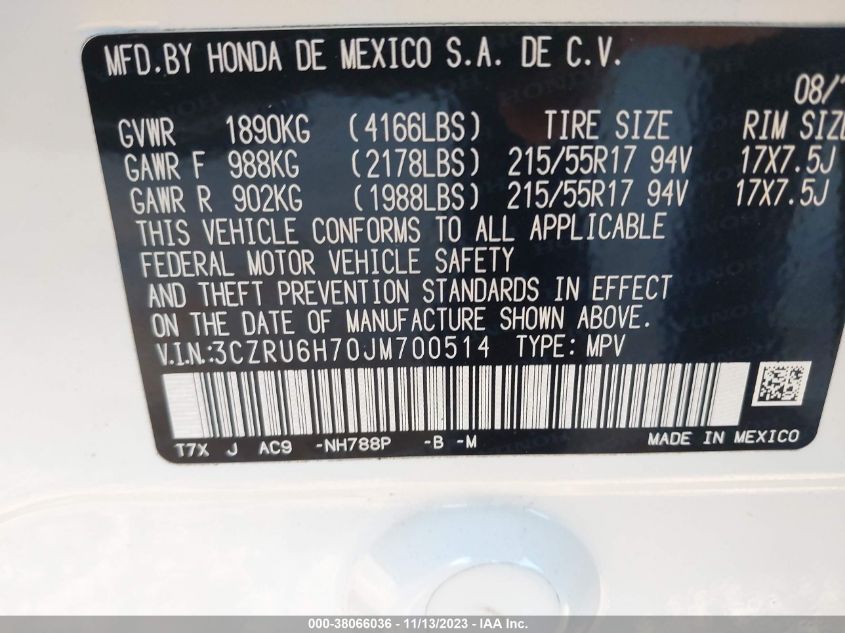 MFD.BY HONDA DE MEXICO S.A. DE C.V.
08/
GVWR 1890KG (4166LBS) TIRE SIZE RIM SIZE
GAWR F 988KG (2178LBS) 215/55R17 94V 17X7.5J
GAWR R 902KG (1988LBS) 215/55R17 94V 17X7.5J
THIS VEHICLE CONFORMS TO ALL APPLICABLE
FEDERAL MOTOR VEHICLE SAFETY
AND THEFT PREVENTION STANDARDS IN EFFECT
ON THE DATE OF MANUFACTURE SHOWN ABOVE.
V.I.N.:3CZRU6H70JM700514 TYPE: MPV
T7X J AC9 -NH788P -B -M MADE IN MEXICO
000-38066036 - 11/13/2023 - IAA Inc.